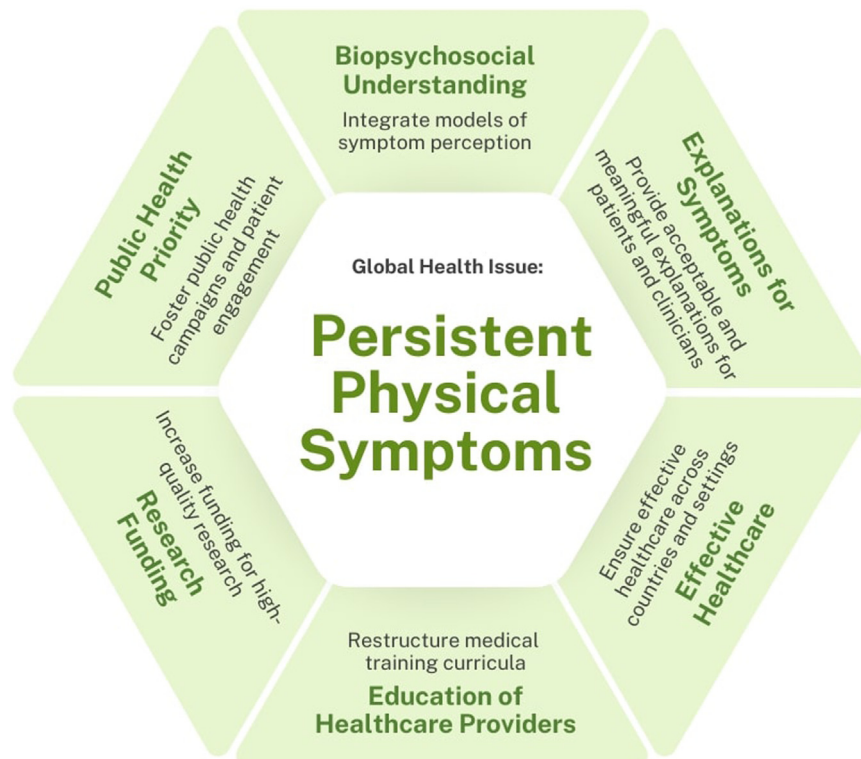 Biopsychosocial
Understanding
Integrate models of
symptom perception
Explanations for
Symptoms
Provide acceptable and
meaningful explanations for
patients and clinicians
Effective
Healthcare
Ensure effective
healthcare across
countries and settings
Restructure medical
training curricula
Education of
Healthcare Providers
Research
Funding
Increase funding for high-
quality research
Public Health
Priority
Foster public health
campaigns and patient
engagement
Global Health Issue:
Persistent
Physical
Symptoms